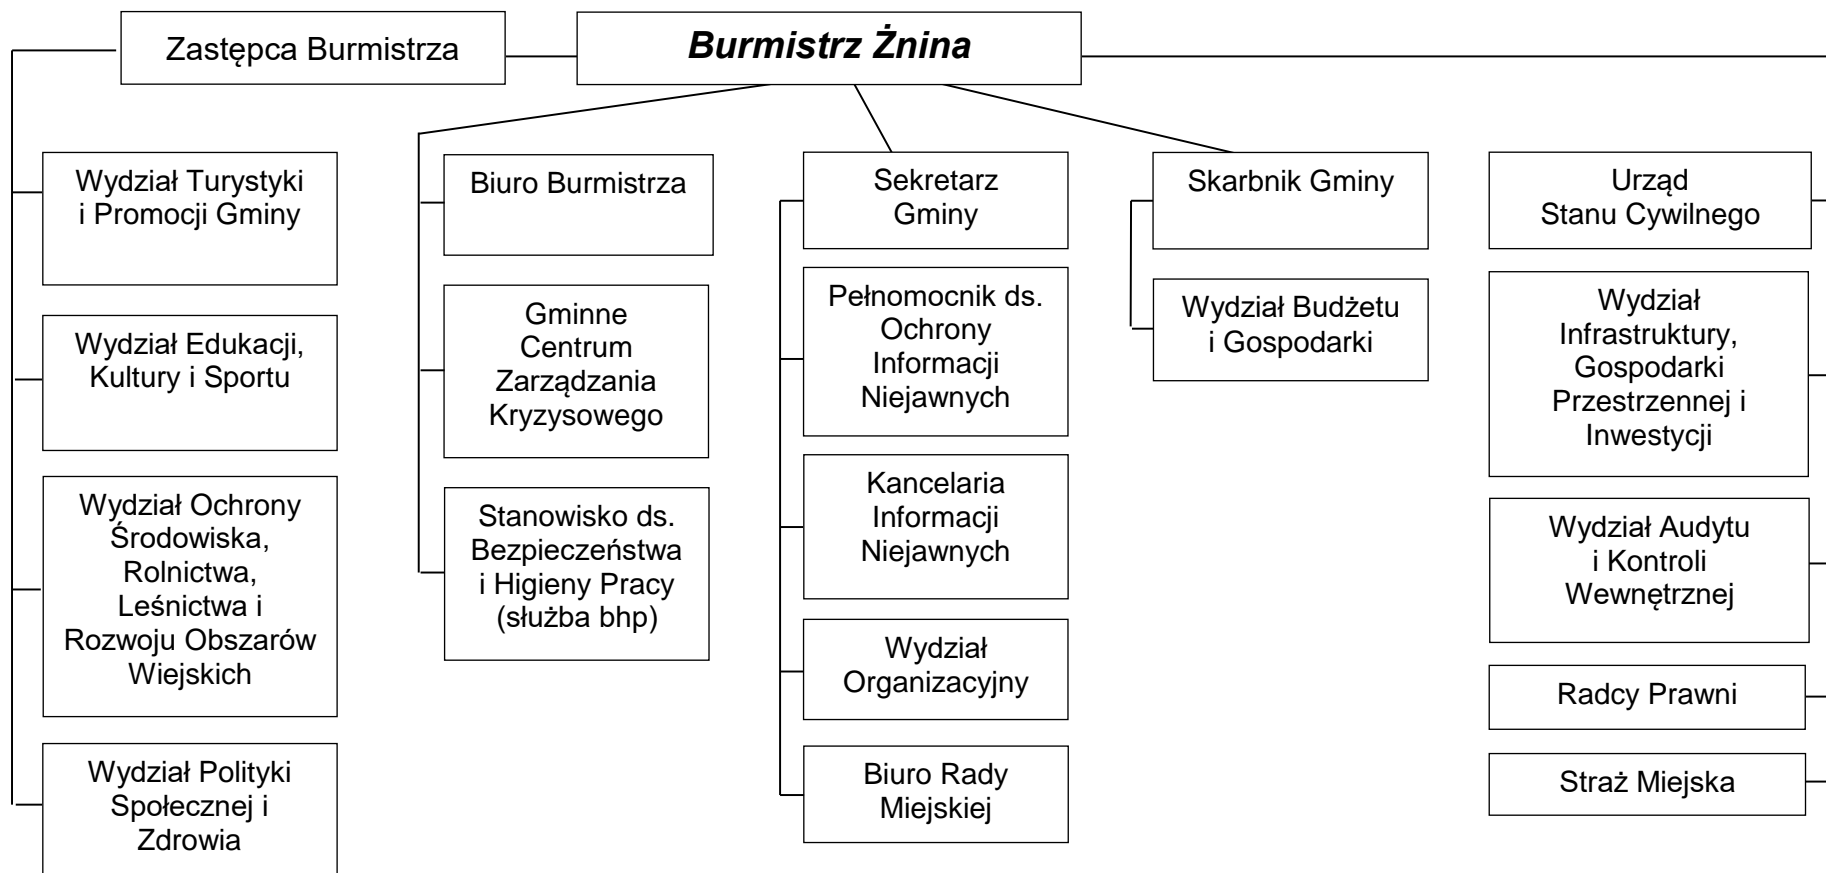 Zastępca Burmistrza
Burmistrz Żnina
Wydział Turystyki
i Promocji Gminy
Wydział Edukacji,
Kultury i Sportu
Wydział Ochrony
Środowiska,
Rolnictwa,
Leśnictwa i
Rozwoju Obszarów
Wiejskich
Wydział Polityki
Społecznej i
Zdrowia
Biuro Burmistrza
Gminne
Centrum
Zarządzania
Kryzysowego
Stanowisko ds.
Bezpieczeństwa
i Higieny Pracy
(służba bhp)
Sekretarz
Gminy
Pełnomocnik ds.
Ochrony
Informacji
Niejawnych
Kancelaria
Informacji
Niejawnych
Wydział
Organizacyjny
Biuro Rady
Miejskiej
Skarbnik Gminy
Wydział Budżetu
i Gospodarki
Urząd
Stanu Cywilnego
Wydział
Infrastruktury,
Gospodarki
Przestrzennej i
Inwestycji
Wydział Audytu
i Kontroli
Wewnętrznej
Radcy Prawni
Straż Miejska